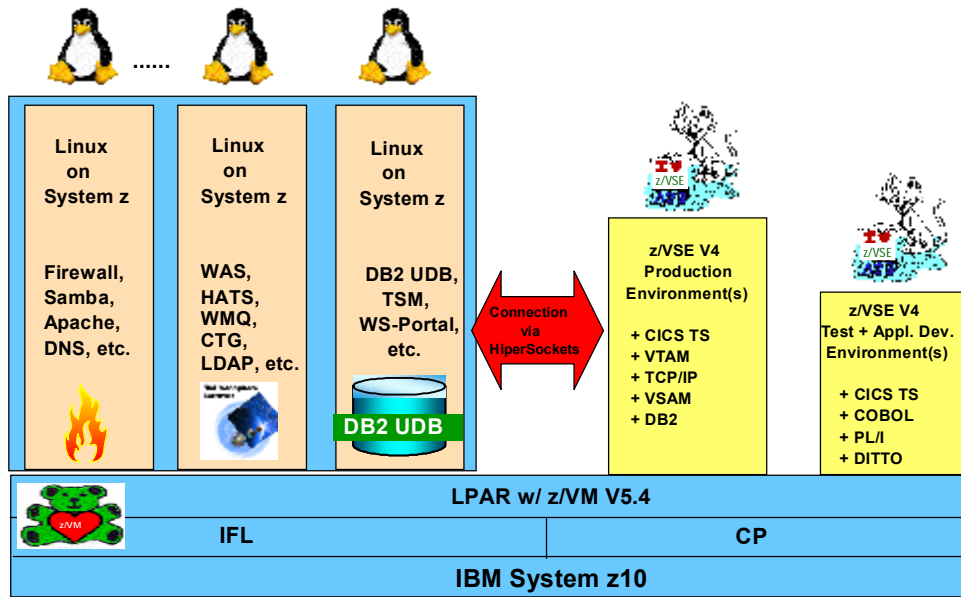 ......
Linux
on
System z
Firewall,
Samba,
Apache,
DNS, etc.
Linux
on
System z
WAS,
HATS,
WMQ,
CTG,
LDAP, etc.
Linux
on
System z
DB2 UDB,
TSM,
WS-Portal,
etc.
DB2 UDB
Connection
via
HiperSockets
z/VSE
z/VSE V4
Production
Environment(s)
+ CICS TS
+ VTAM
+ TCP/IP
+ VSAM
+ DB2
z/VSE
z/VSE V4
Test + Appl. Dev.
Environment(s)
+ CICS TS
+ COBOL
+ PL/I
+ DITTO
LPAR w/ z/VM V5.4
z/VM
IFL
CP
IBM System z10